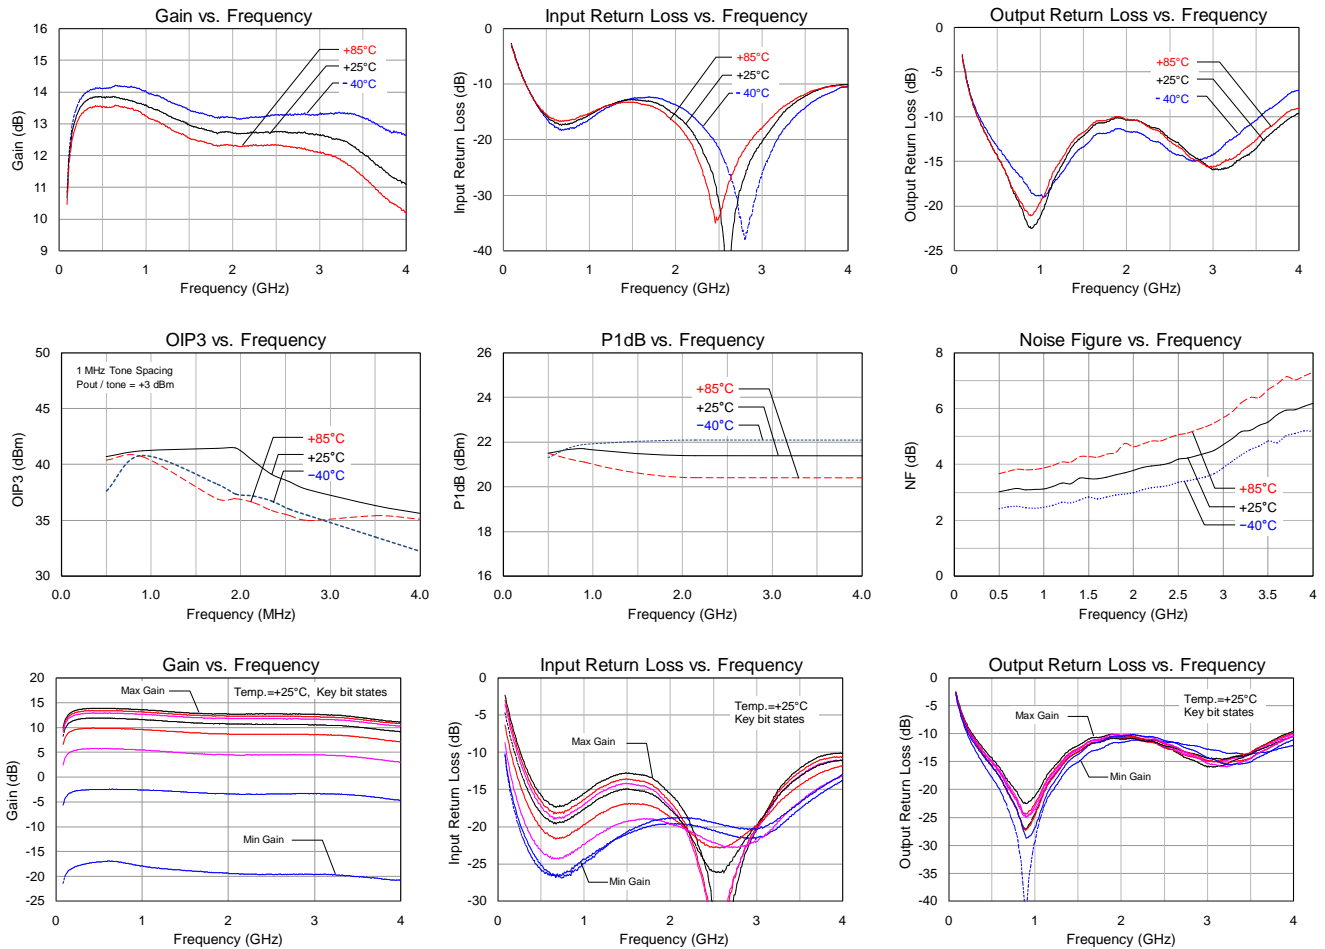 Gain vs. Frequency
16
15
14
13
12
11
10
9
Gain (dB)
+85°C
+25°C
-40°C
0
1
2
3
4
Frequency (GHz)
Input Return Loss vs. Frequency
0
-10
-20
-30
-40
Input Return Loss (dB)
+85°C
+25°C
-40°C
0
1
2
3
4
Frequency (GHz)
Output Return Loss vs. Frequency
0
-5
-10
-15
-20
-25
Output Return Loss (dB)
+85°C
+25°C
-40°C
0
1
2
3
4
Frequency (GHz)
OIP3 vs. Frequency
50
45
40
35
30
OIP3 (dBm)
1 MHz Tone Spacing
Pout / tone = +3 dBm
+85°C
+25°C
−40°C
0.0
1.0
2.0
3.0
4.0
Frequency (MHz)
P1dB vs. Frequency
26
24
22
20
18
16
P1dB (dBm)
+85°C
+25°C
−40°C
0.0
1.0
2.0
3.0
4.0
Frequency (GHz)
Noise Figure vs. Frequency
8
6
4
2
0
NF (dB)
+85°C
+25°C
−40°C
0
0.5
1
1.5
2
2.5
3
3.5
4
Frequency (GHz)
Gain vs. Frequency
20
15
10
5
0
-5
-10
-15
-20
-25
Gain (dB)
Max Gain
Temp.=+25°C, Key bit states
Min Gain
0
1
2
3
4
Frequency (GHz)
Input Return Loss vs. Frequency
0
-5
-10
-15
-20
-25
-30
Input Return Loss (dB)
Temp.=+25°C
Key bit states
Max Gain
Min Gain
0
1
2
3
4
Frequency (GHz)
Output Return Loss vs. Frequency
0
-5
-10
-15
-20
-25
-30
-35
-40
Output Return Loss (dB)
Temp.=+25°C
Key bit states
Max Gain
Min Gain
0
1
2
3
4
Frequency (GHz)